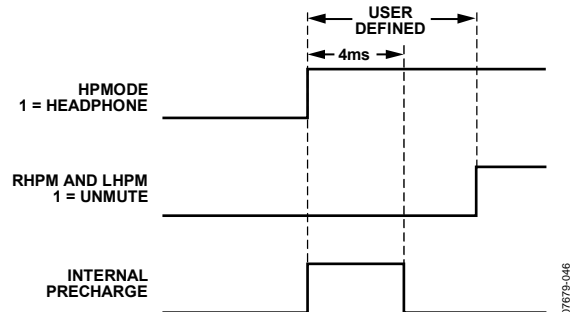 USER
DEFINED
4ms
HPMODE
1 = HEADPHONE
RHPM AND LHPM
1 = UNMUTE
INTERNAL
PRECHARGE
07679-046